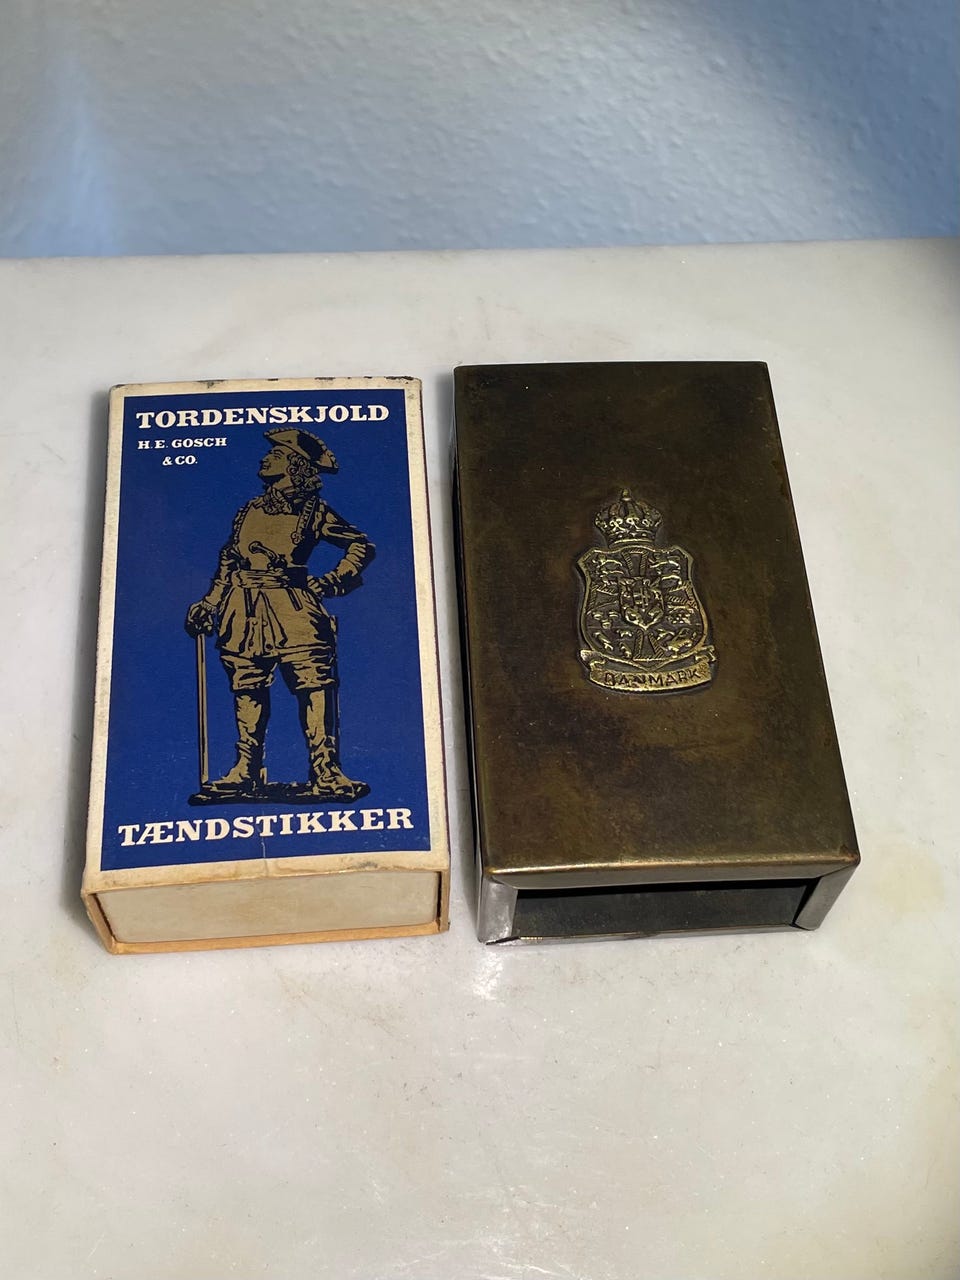 TORDENSKJOLD
H. E. GOSCH
& CO.
TÆNDSTIKKER
DANMARK